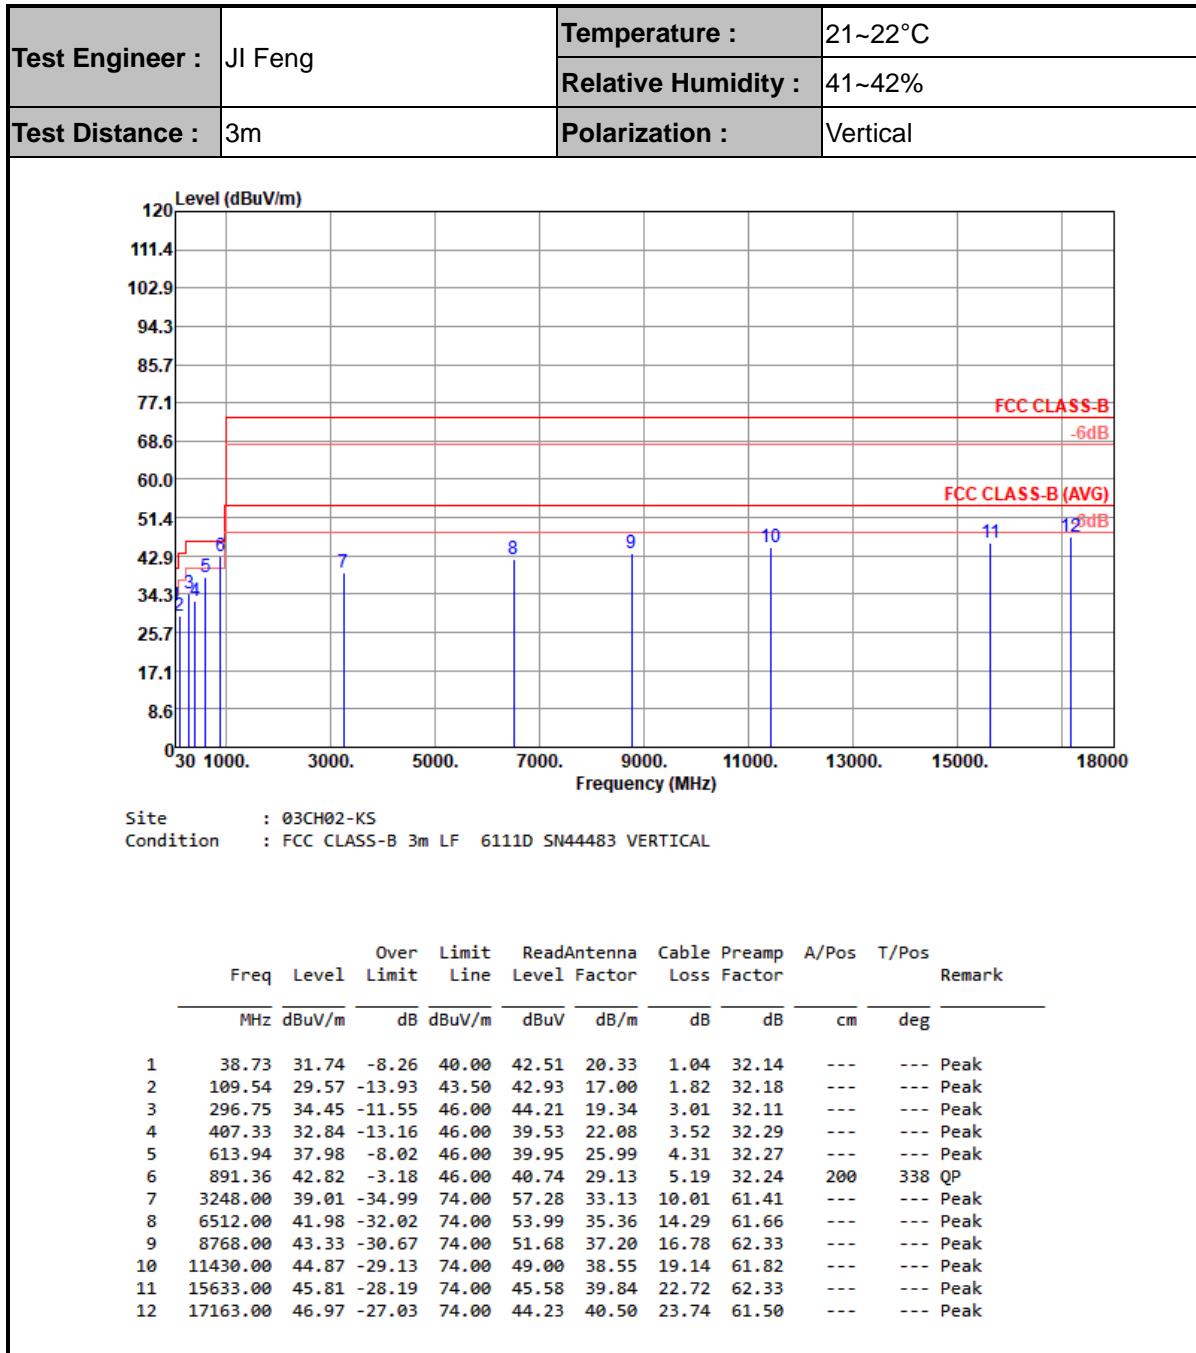 Test Engineer : JI Feng Temperature : 21~22°C
Relative Humidity : 41~42%
Test Distance : 3m Polarization : Vertical
Level (dBuV/m)
120
111.4
102.9
94.3
85.7
77.1
FCC CLASS-B
-6dB
68.6
60.0
FCC CLASS-B (AVG)
51.4
-6dB
42.9
34.3
25.7
17.1
8.6
0
1 2 3 4 5 6 7 8 9 10 11 12
30 1000. 3000. 5000. 7000. 9000. 11000. 13000. 15000. 18000
Frequency (MHz)
Site : 03CH02-KS
Condition : FCC CLASS-B 3m LF 6111D SN44483 VERTICAL
Over Limit ReadAntenna Cable Preamp A/Pos T/Pos
Freq Level Limit Line Level Factor Loss Factor Remark
MHz dBuV/m dB dBuV/m dBuV dB/m dB dB cm deg
1 38.73 31.74 -8.26 40.00 42.51 20.33 1.04 32.14 --- --- Peak
2 109.54 29.57 -13.93 43.50 42.93 17.00 1.82 32.18 --- --- Peak
3 296.75 34.45 -11.55 46.00 44.21 19.34 3.01 32.11 --- --- Peak
4 407.33 32.84 -13.16 46.00 39.53 22.08 3.52 32.29 --- --- Peak
5 613.94 37.98 -8.02 46.00 39.95 25.99 4.31 32.27 --- --- Peak
6 891.36 42.82 -3.18 46.00 40.74 29.13 5.19 32.24 200 338 QP
7 3248.00 39.01 -34.99 74.00 57.28 33.13 10.01 61.41 --- --- Peak
8 6512.00 41.98 -32.02 74.00 53.99 35.36 14.29 61.66 --- --- Peak
9 8768.00 43.33 -30.67 74.00 51.68 37.20 16.78 62.33 --- --- Peak
10 11430.00 44.87 -29.13 74.00 49.00 38.55 19.14 61.82 --- --- Peak
11 15633.00 45.81 -28.19 74.00 45.58 39.84 22.72 62.33 --- --- Peak
12 17163.00 46.97 -27.03 74.00 44.23 40.50 23.74 61.50 --- --- Peak